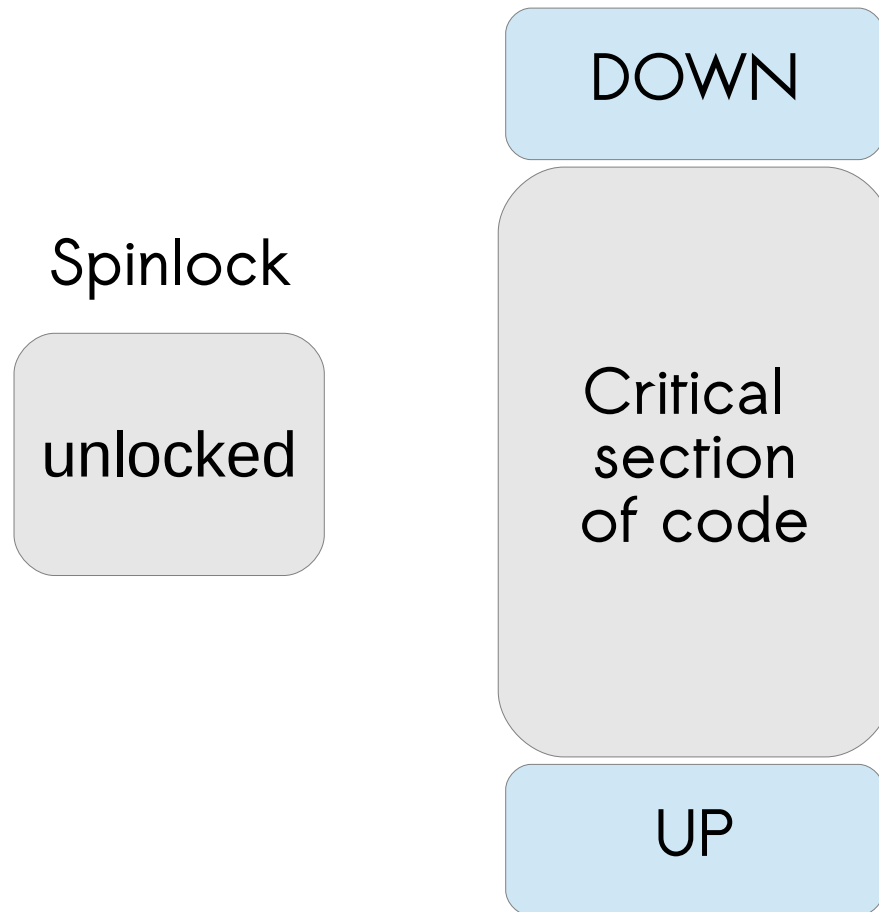 Spinlock
unlocked
DOWN
Critical
section
of code
UP